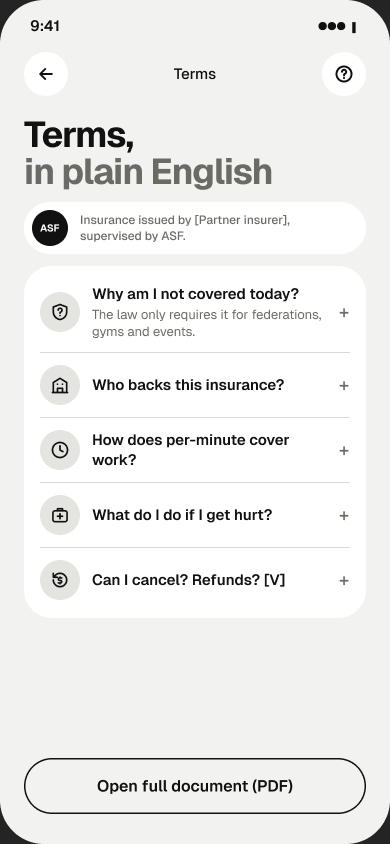 9:41
Terms
Terms,
in plain English
ASF
Insurance issued by [Partner insurer],
supervised by ASF.
Why am I not covered today?
The law only requires it for federations,
gyms and events.
+
Who backs this insurance?
+
How does per-minute cover
work?
+
What do I do if I get hurt?
+
Can I cancel? Refunds? [V]
+
Open full document (PDF)